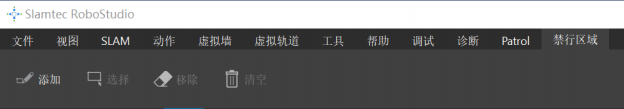 Slamtec RoboStudio
文件 视图 SLAM 动作 虚拟墙 虚拟轨道 工具 帮助 调试 诊断 Patrol 禁行区域
添加 选择 移除 清空